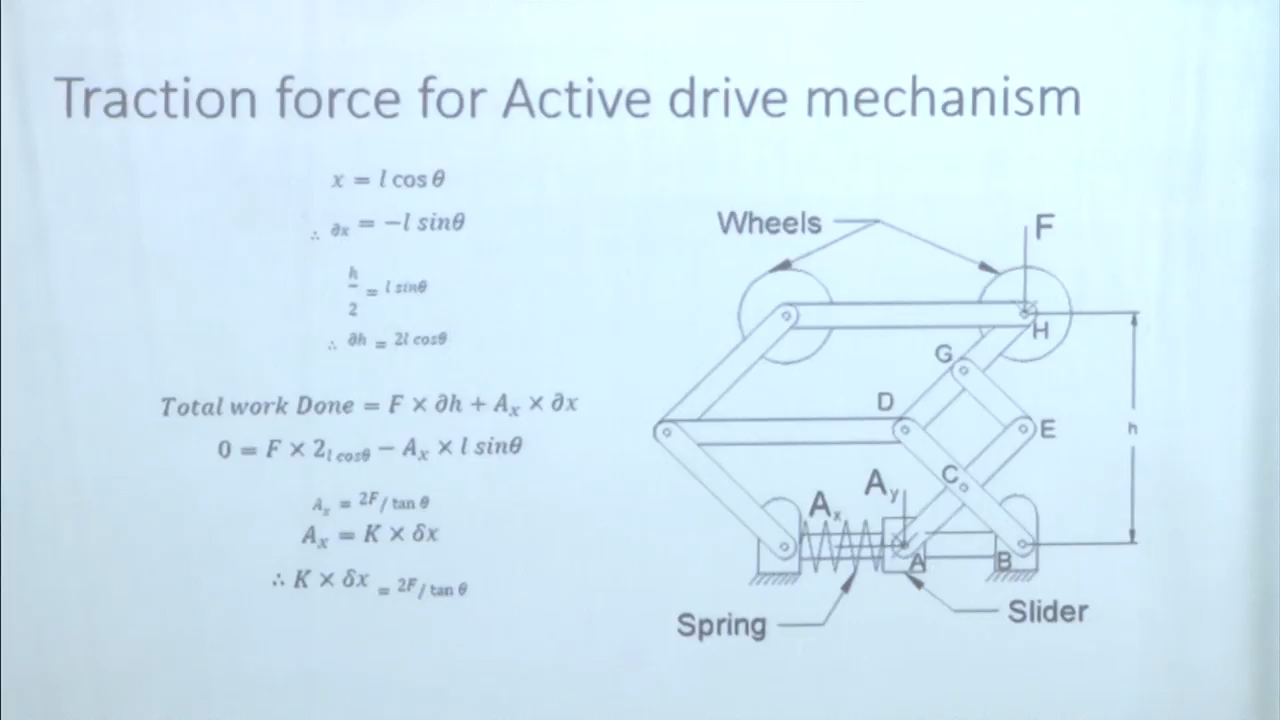 Traction force for Active drive mechanism
x = l cos θ
∴ ∂x = −l sinθ
h/2 = l sinθ
∴ ∂h = 2l cosθ
Total work Done = F × ∂h + Aₓ × ∂x
0 = F × 2l cosθ − Aₓ × l sinθ
Aₓ = 2F/tan θ
Aₓ = K × δx
∴ K × δx = 2F/tan θ
Wheels
F
H
G
D
E
h
C
Ay
Ax
A
B
Spring
Slider